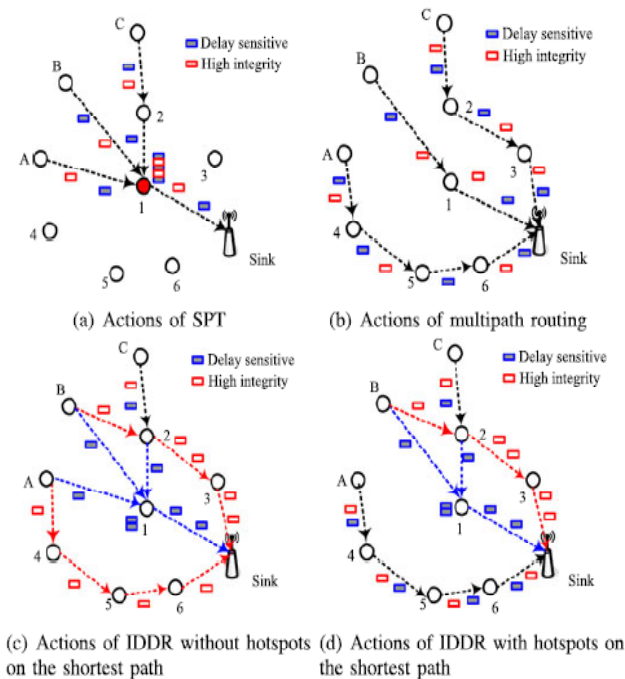 C
Delay sensitive
High integrity
B
2
A
3
1
4
Sink
5
6
(a) Actions of SPT
C
Delay sensitive
High integrity
B
2
A
3
1
4
Sink
5
6
(b) Actions of multipath routing
C
Delay sensitive
High integrity
B
2
A
3
1
4
Sink
5
6
(c) Actions of IDDR without hotspots
on the shortest path
C
Delay sensitive
High integrity
B
2
A
3
1
4
Sink
5
6
(d) Actions of IDDR with hotspots on
the shortest path